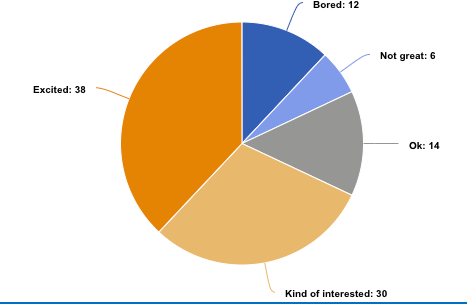 Bored: 12
Not great: 6
Excited: 38
Ok: 14
Kind of interested: 30